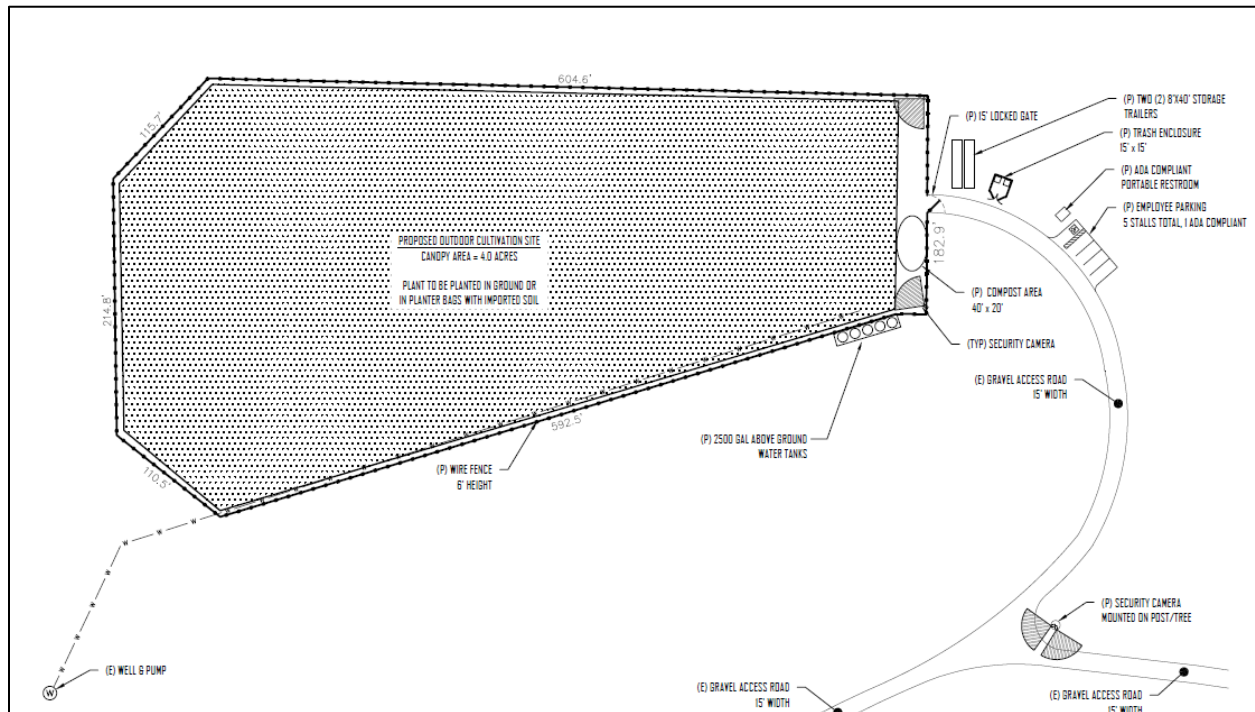 604.6'
115.7'
(P) TWO (2) 8'X40' STORAGE
TRAILERS
(P) 15' LOCKED GATE
(P) TRASH ENCLOSURE
15' x 15'
(P) ADA COMPLIANT
PORTABLE RESTROOM
(P) EMPLOYEE PARKING
5 STALLS TOTAL, 1 ADA COMPLIANT
PROPOSED OUTDOOR CULTIVATION SITE
CANOPY AREA = 4.0 ACRES
PLANT TO BE PLANTED IN GROUND OR
IN PLANTER BAGS WITH IMPORTED SOIL
182.9'
214.8'
(P) COMPOST AREA
40' x 20'
(TYP) SECURITY CAMERA
(E) GRAVEL ACCESS ROAD
15' WIDTH
592.5'
(P) 2500 GAL ABOVE GROUND
WATER TANKS
(P) WIRE FENCE
6' HEIGHT
110.5'
W
W
W
W
W
W
(P) SECURITY CAMERA
MOUNTED ON POST/TREE
(E) WELL & PUMP
W
(E) GRAVEL ACCESS ROAD
15' WIDTH
(E) GRAVEL ACCESS ROAD
15' WIDTH